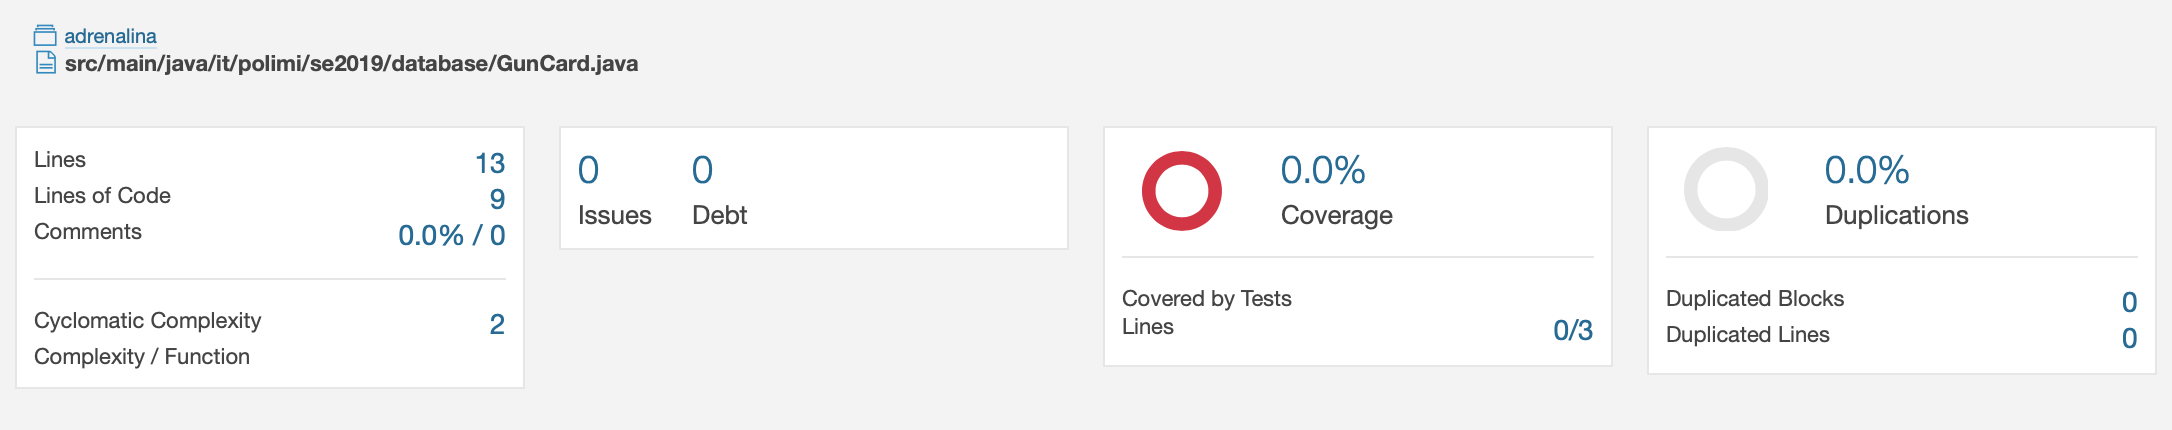 adrenalina
src/main/java/it/polimi/se2019/database/GunCard.java
Lines 13
Lines of Code 9
Comments 0.0% / 0
Cyclomatic Complexity 2
Complexity / Function
0 0
Issues Debt
0.0%
Coverage
Covered by Tests
Lines 0/3
0.0%
Duplications
Duplicated Blocks 0
Duplicated Lines 0